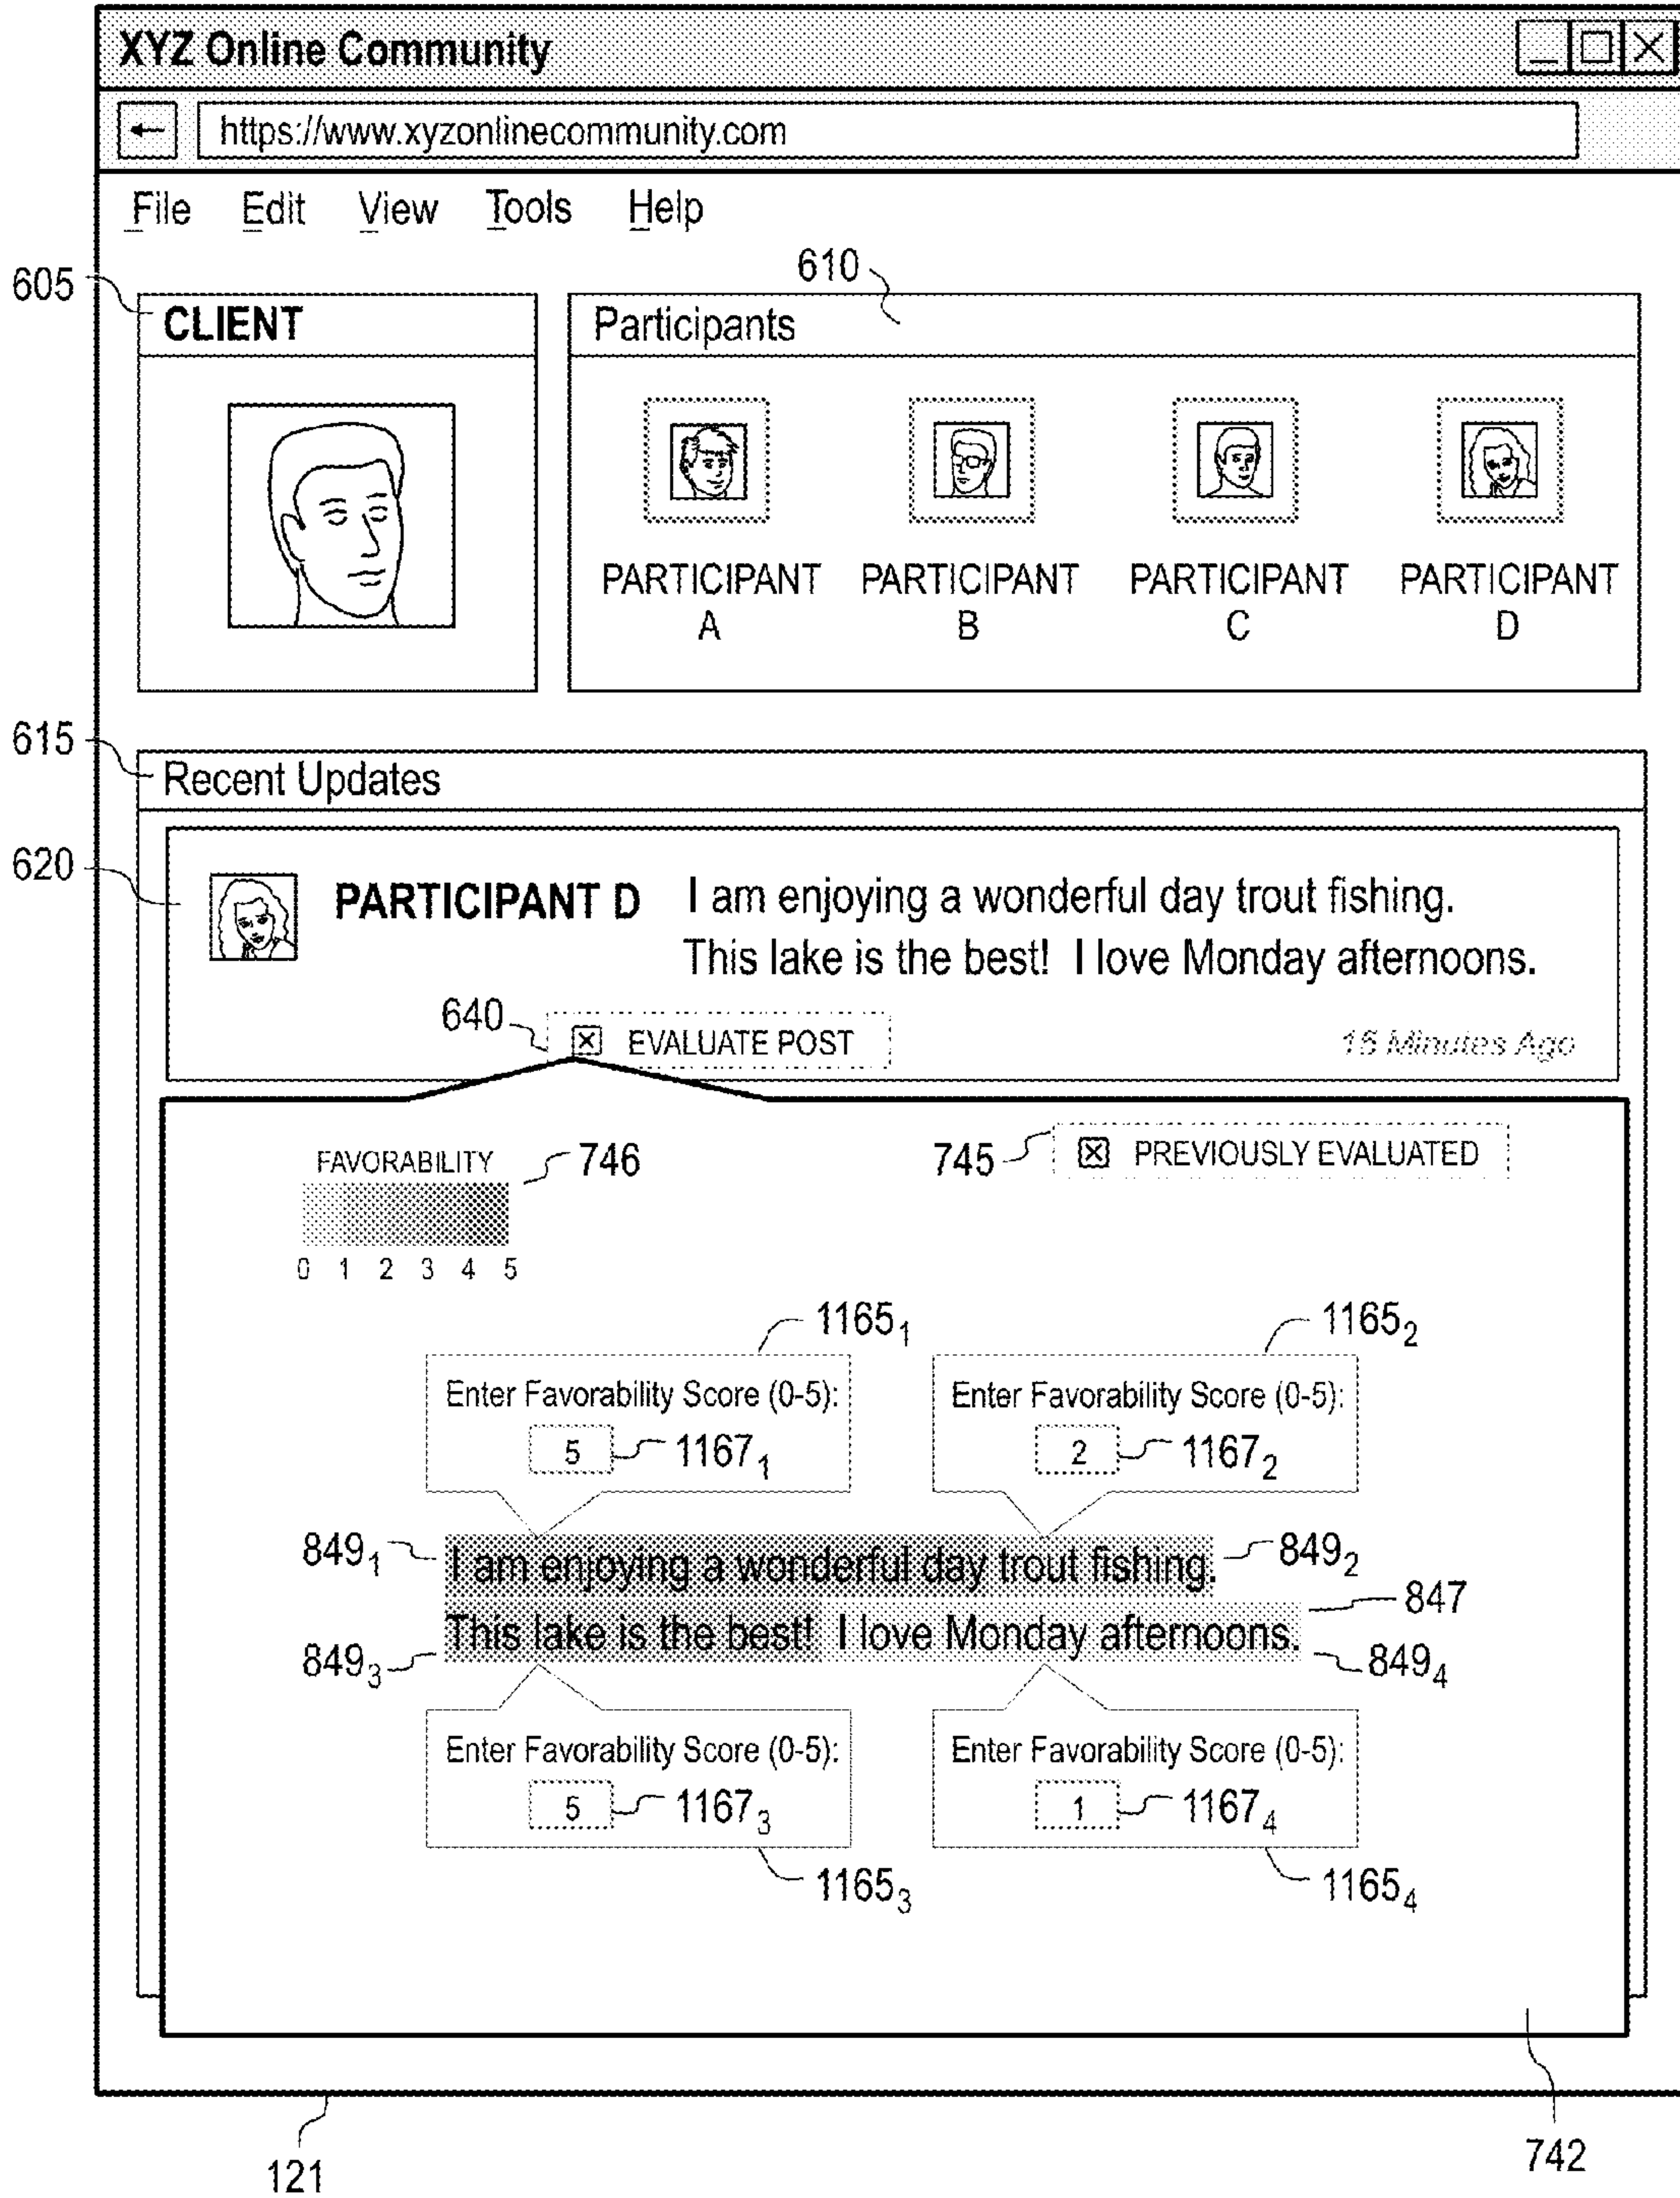 XYZ Online Community
https://www.xyzonlinecommunity.com
File Edit View Tools Help
605
610
CLIENT
Participants
PARTICIPANT A
PARTICIPANT B
PARTICIPANT C
PARTICIPANT D
615
Recent Updates
620
PARTICIPANT D
I am enjoying a wonderful day trout fishing.
This lake is the best! I love Monday afternoons.
640
EVALUATE POST
15 Minutes Ago
FAVORABILITY
746
745
PREVIOUSLY EVALUATED
0 1 2 3 4 5
1165₁
1165₂
Enter Favorability Score (0-5):
5
1167₁
Enter Favorability Score (0-5):
2
1167₂
849₁
I am enjoying a wonderful day trout fishing.
849₂
847
This lake is the best! I love Monday afternoons.
849₃
849₄
Enter Favorability Score (0-5):
5
1167₃
Enter Favorability Score (0-5):
1
1167₄
1165₃
1165₄
121
742